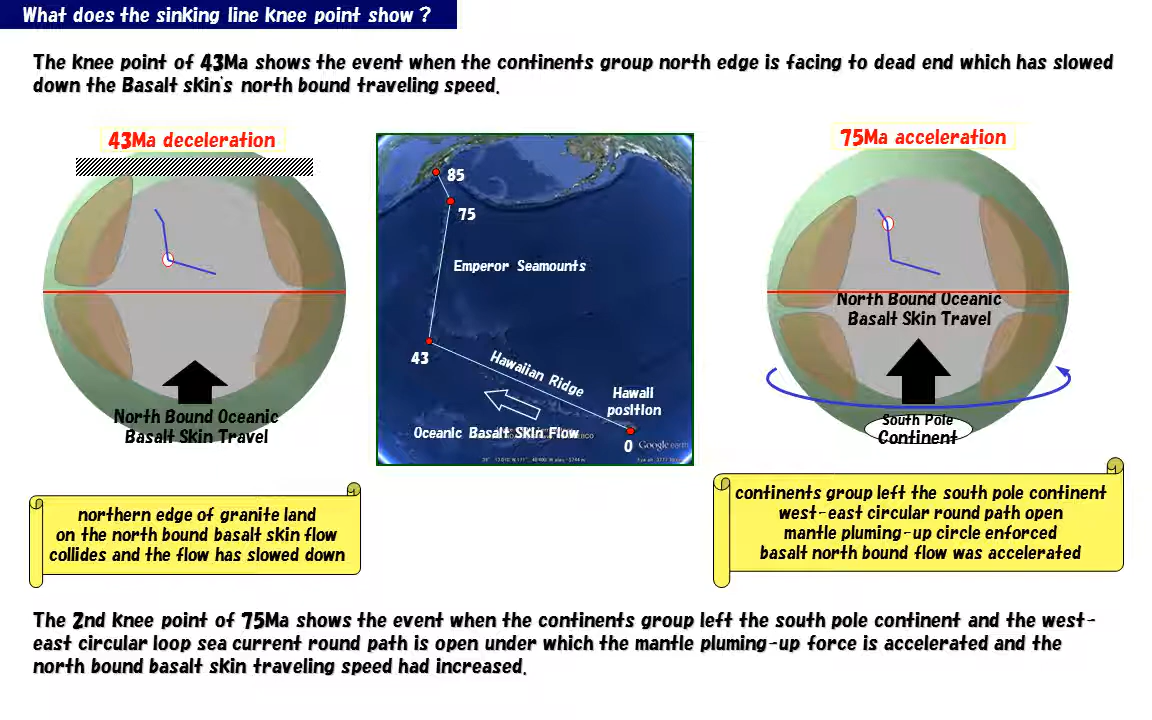 What does the sinking line knee point show ?
The knee point of 43Ma shows the event when the continents group north edge is facing to dead end which has slowed
down the Basalt skin's north bound traveling speed.
43Ma deceleration
North Bound Oceanic
Basalt Skin Travel
85
75
Emperor Seamounts
43
Hawaiian Ridge
Hawaii
position
Oceanic Basalt Skin Flow
0
Google earth
75Ma acceleration
North Bound Oceanic
Basalt Skin Travel
South Pole
Continent
northern edge of granite land
on the north bound basalt skin flow
collides and the flow has slowed down
continents group left the south pole continent
west-east circular round path open
mantle pluming-up circle enforced
basalt north bound flow was accelerated
The 2nd knee point of 75Ma shows the event when the continents group left the south pole continent and the west-
east circular loop sea current round path is open under which the mantle pluming-up force is accelerated and the
north bound basalt skin traveling speed had increased.